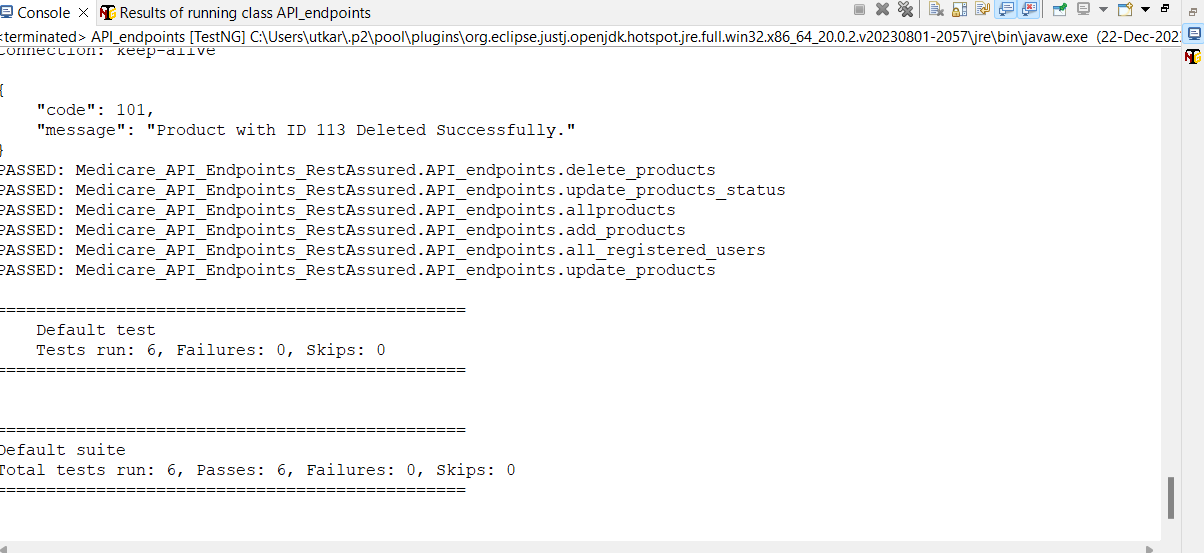 Console Results of running class API_endpoints
<terminated> API_endpoints [TestNG] C:\Users\utkar\.p2\pool\plugins\org.eclipse.justj.openjdk.hotspot.jre.full.win32.x86_64_20.0.2.v20230801-2057\jre\bin\javaw.exe (22-Dec-202
Connection: keep-alive
{
    "code": 101,
    "message": "Product with ID 113 Deleted Successfully."
}
PASSED: Medicare_API_Endpoints_RestAssured.API_endpoints.delete_products
PASSED: Medicare_API_Endpoints_RestAssured.API_endpoints.update_products_status
PASSED: Medicare_API_Endpoints_RestAssured.API_endpoints.allproducts
PASSED: Medicare_API_Endpoints_RestAssured.API_endpoints.add_products
PASSED: Medicare_API_Endpoints_RestAssured.API_endpoints.all_registered_users
PASSED: Medicare_API_Endpoints_RestAssured.API_endpoints.update_products
===============================================
    Default test
    Tests run: 6, Failures: 0, Skips: 0
===============================================
===============================================
Default suite
Total tests run: 6, Passes: 6, Failures: 0, Skips: 0
===============================================